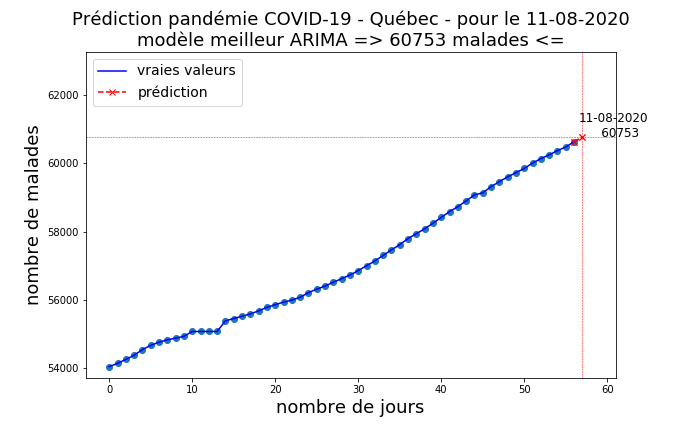 Prédiction pandémie COVID-19 - Québec - pour le 11-08-2020
modèle meilleur ARIMA => 60753 malades <=
vraies valeurs
prédiction
11-08-2020
60753
nombre de malades
62000
60000
58000
56000
54000
0 10 20 30 40 50 60
nombre de jours